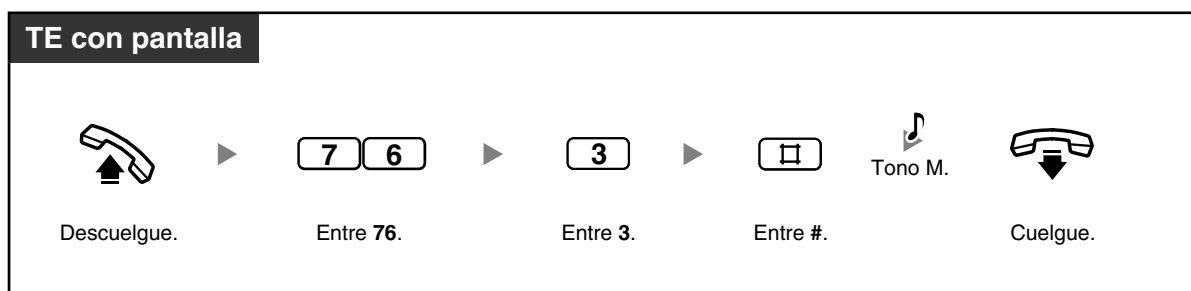 TE con pantalla
7 6 3 #
Tono M.
Descuelgue. Entre 76. Entre 3. Entre #. Cuelgue.